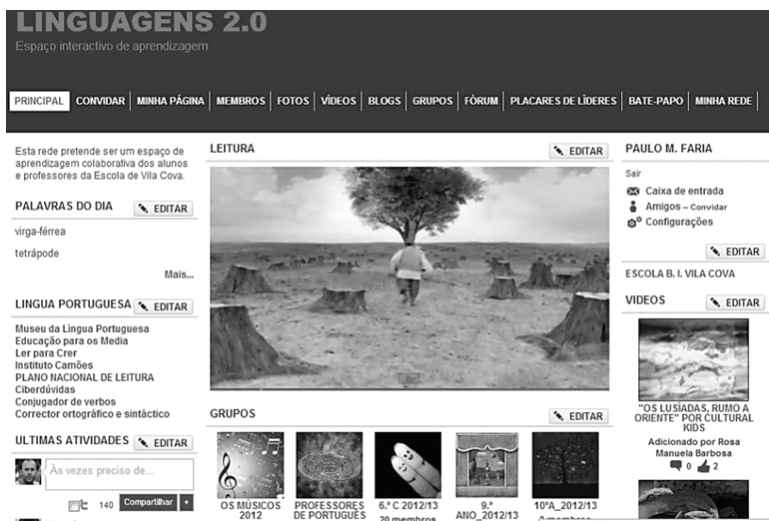 LINGUAGENS 2.0
Espaço interactivo de aprendizagem
PRINCIPAL CONVIDAR MINHA PÁGINA MEMBROS FOTOS VÍDEOS BLOGS GRUPOS FÓRUM PLACARES DE LÍDERES BATE-PAPO MINHA REDE
Esta rede pretende ser um espaço de
aprendizagem colaborativa dos alunos
e professores da Escola de Vila Cova.
PALAVRAS DO DIA EDITAR
virga-férrea
tetrápode
Mais...
LINGUA PORTUGUESA EDITAR
Museu da Língua Portuguesa
Educação para os Media
Ler para Crer
Instituto Camões
PLANO NACIONAL DE LEITURA
Ciberdúvidas
Conjugador de verbos
Corrector ortográfico e sintáctico
ULTIMAS ATIVIDADES EDITAR
Às vezes preciso de...
140 Compartilhar +
LEITURA EDITAR
GRUPOS EDITAR
OS MÚSICOS
2012
PROFESSORES
DE PORTUGUÊS
6.º C 2012/13
20 membros
9.º
ANO_2012/13
10ºA_2012/13
membros
PAULO M. FARIA
Sair
Caixa de entrada
Amigos – Convidar
Configurações
EDITAR
ESCOLA B. I. VILA COVA
VIDEOS EDITAR
"OS LUSÍADAS, RUMO A
ORIENTE" POR CULTURAL
KIDS
Adicionado por Rosa
Manuela Barbosa
0 2